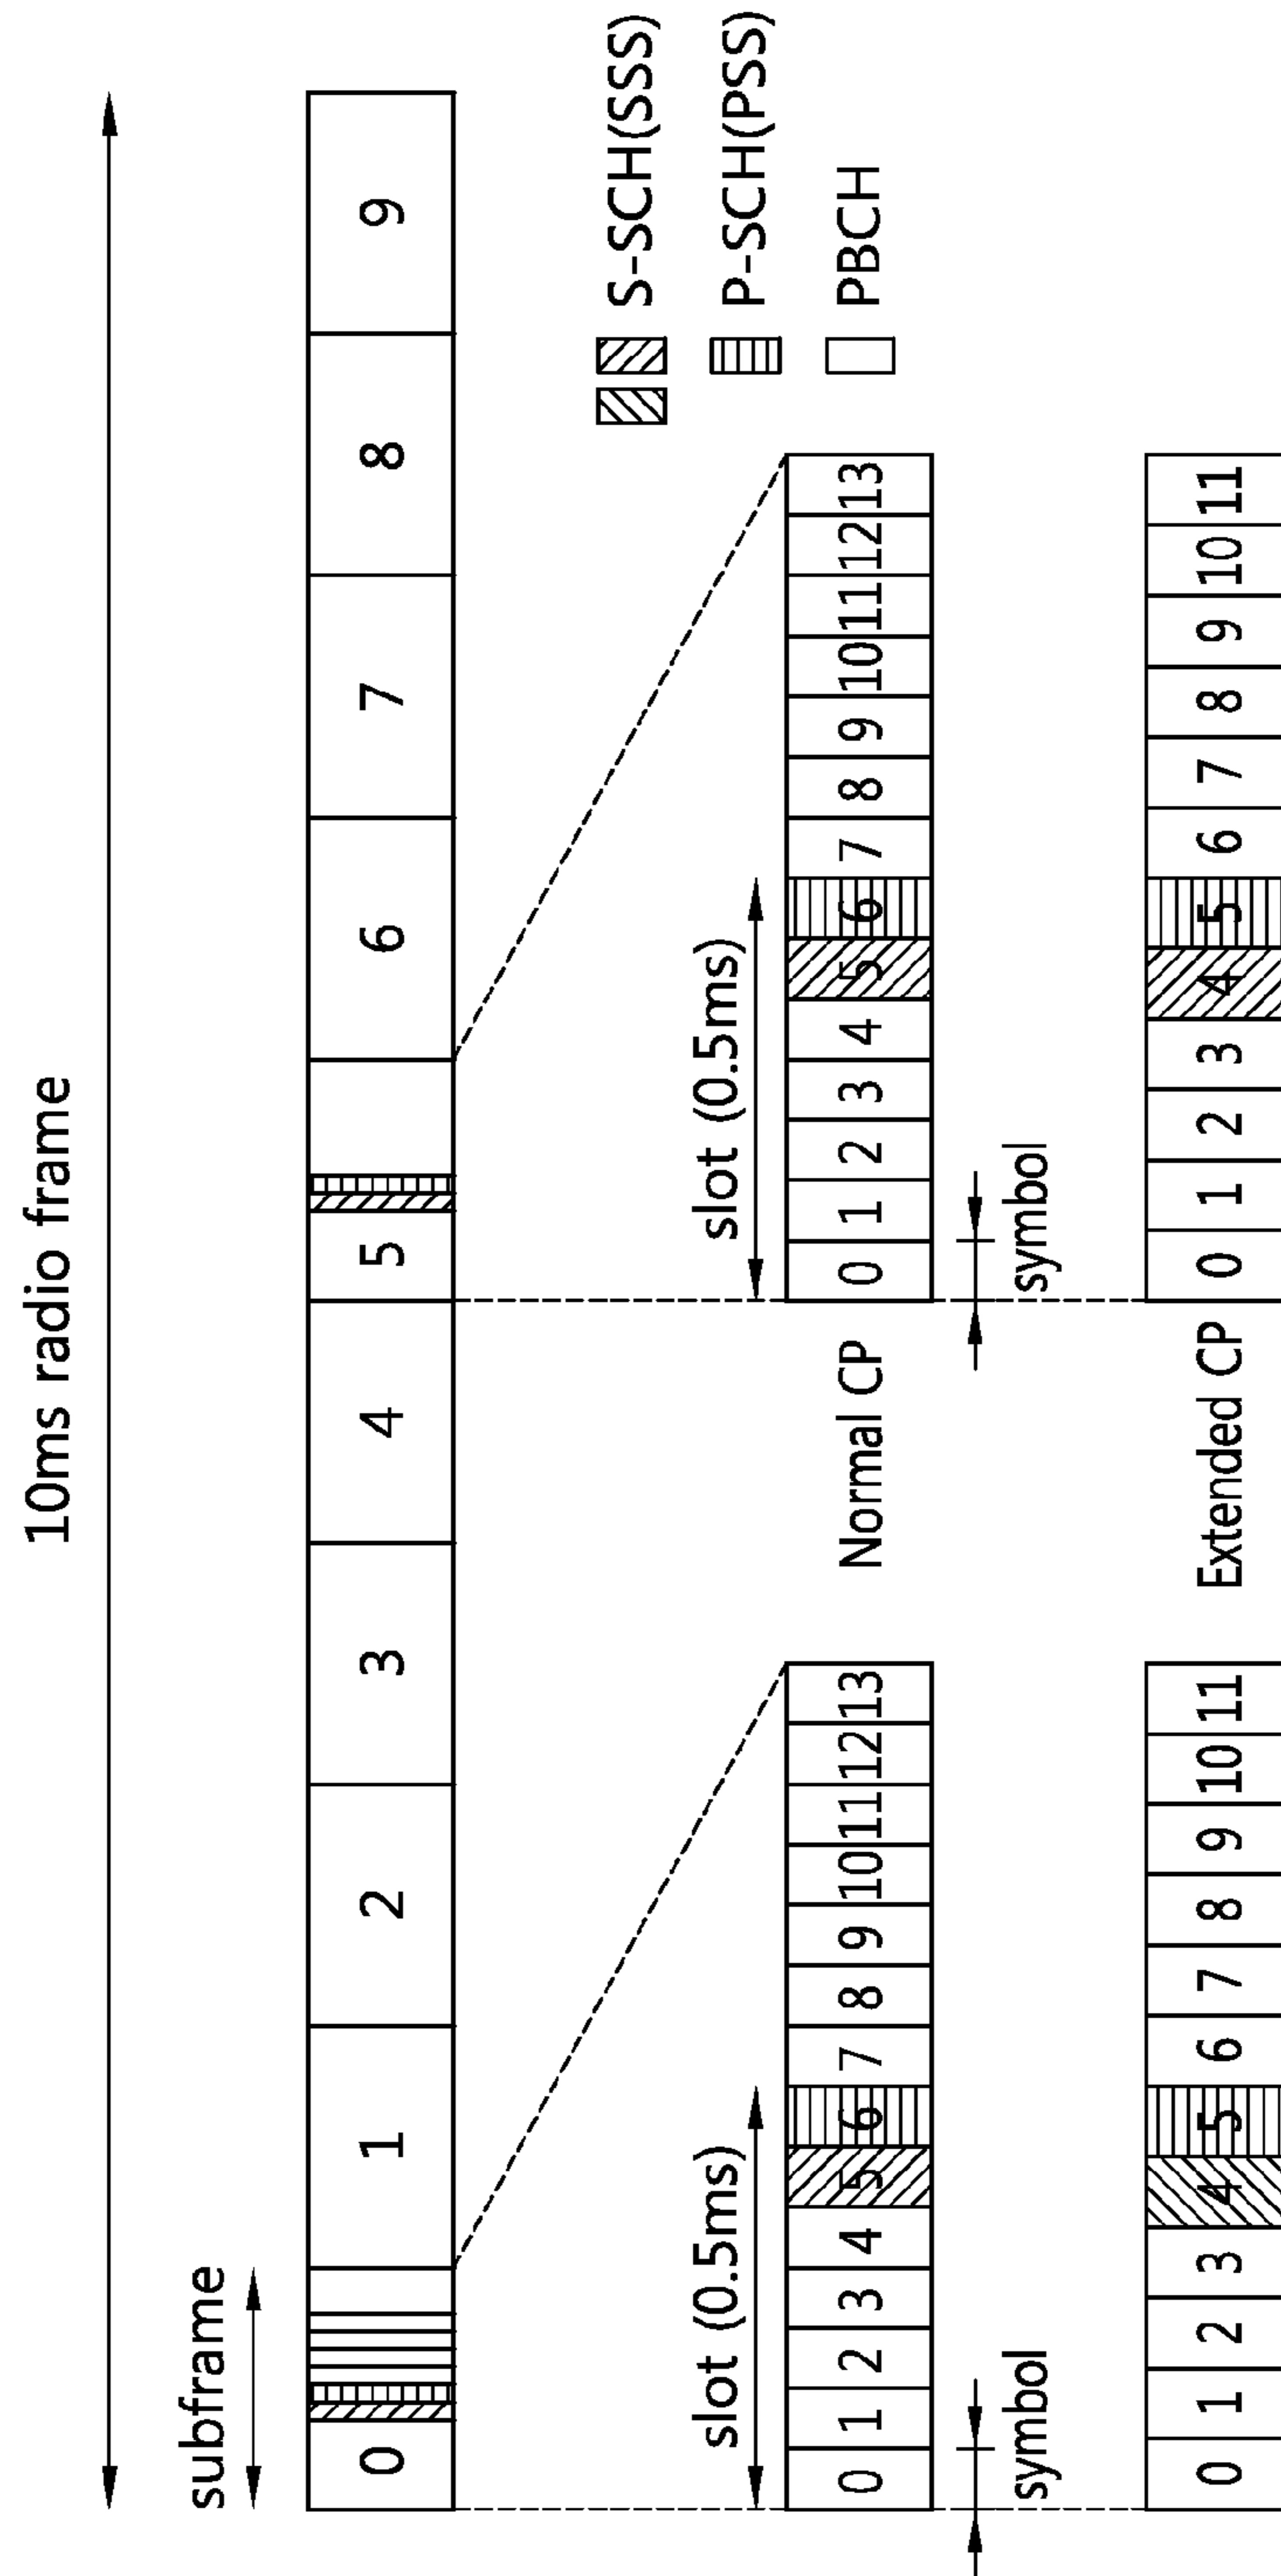 10ms radio frame
subframe
0 1 2 3 4 5 6 7 8 9
S-SCH(SSS)
P-SCH(PSS)
PBCH
slot (0.5ms) slot (0.5ms)
0 1 2 3 4 5 6 7 8 9 10 11 12 13 Normal CP 0 1 2 3 4 5 6 7 8 9 10 11 12 13
symbol symbol
0 1 2 3 4 5 6 7 8 9 10 11 Extended CP 0 1 2 3 4 5 6 7 8 9 10 11